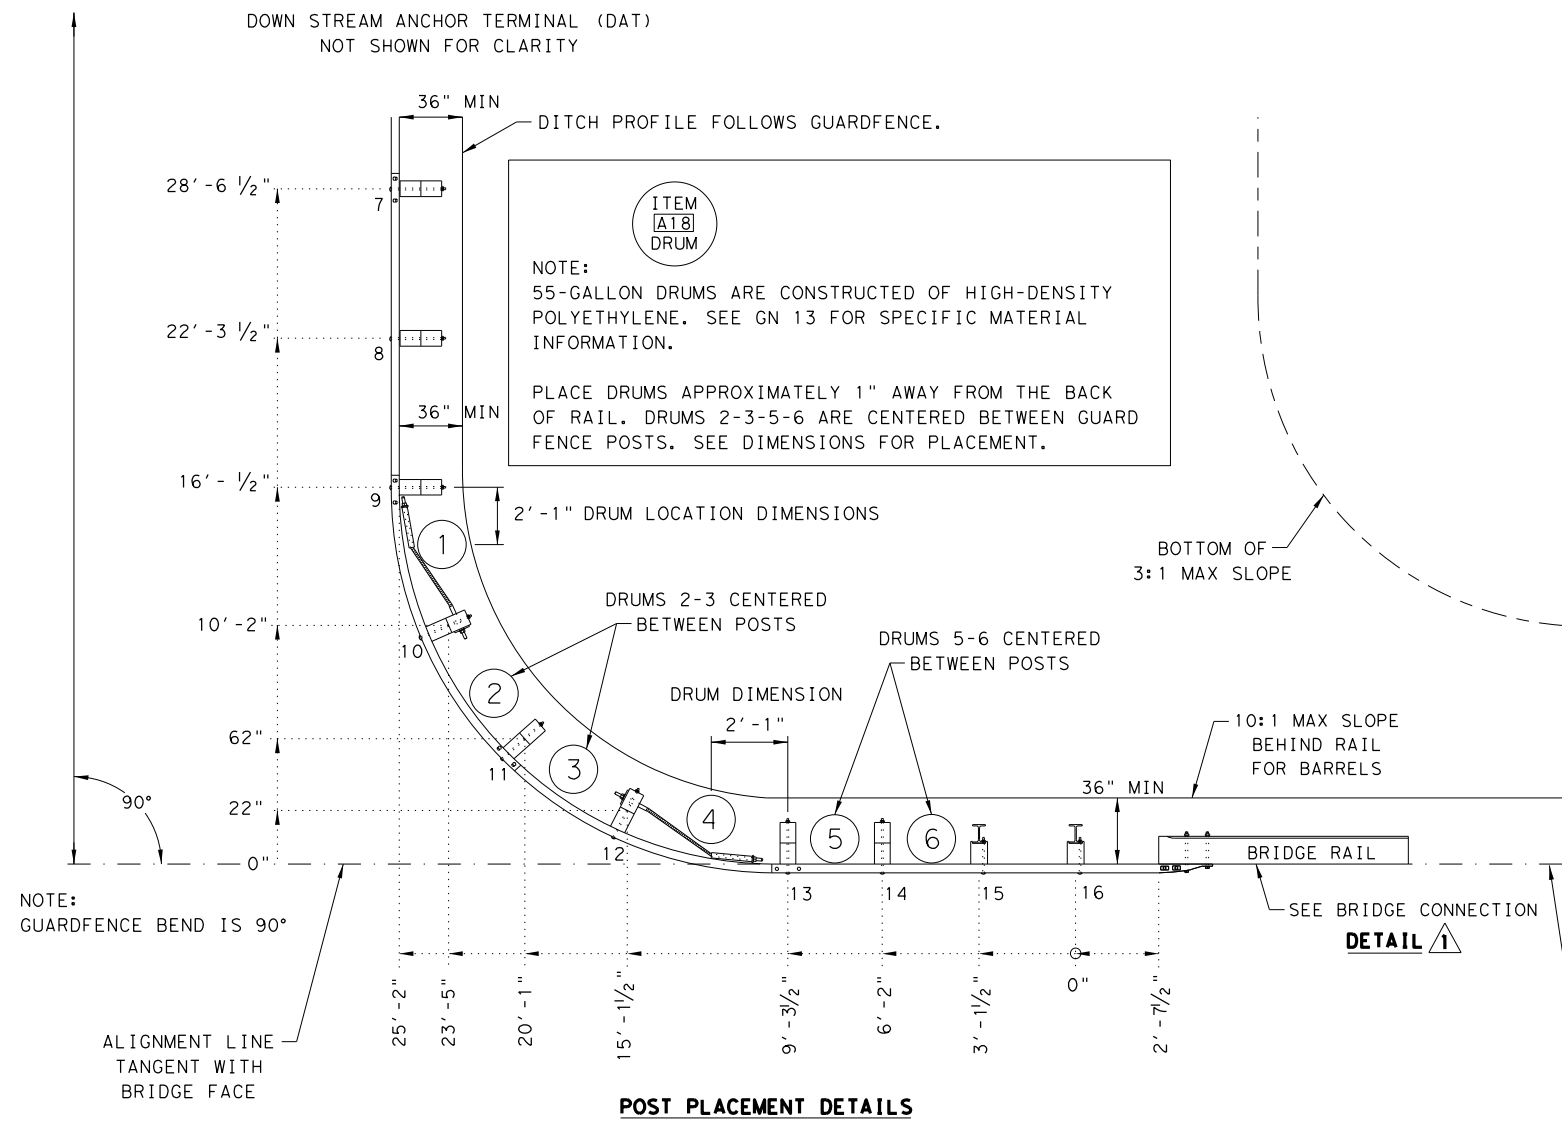 DOWN STREAM ANCHOR TERMINAL (DAT)
NOT SHOWN FOR CLARITY
36" MIN
DITCH PROFILE FOLLOWS GUARDFENCE.
28'-6 1/2"
7
ITEM
A18
DRUM
NOTE:
55-GALLON DRUMS ARE CONSTRUCTED OF HIGH-DENSITY
POLYETHYLENE. SEE GN 13 FOR SPECIFIC MATERIAL
INFORMATION.
PLACE DRUMS APPROXIMATELY 1" AWAY FROM THE BACK
OF RAIL. DRUMS 2-3-5-6 ARE CENTERED BETWEEN GUARD
FENCE POSTS. SEE DIMENSIONS FOR PLACEMENT.
22'-3 1/2"
8
36" MIN
16'- 1/2"
9
2'-1" DRUM LOCATION DIMENSIONS
1
BOTTOM OF
3:1 MAX SLOPE
DRUMS 2-3 CENTERED
BETWEEN POSTS
10'-2"
10
DRUMS 5-6 CENTERED
BETWEEN POSTS
2
DRUM DIMENSION
2'-1"
62"
11
3
10:1 MAX SLOPE
BEHIND RAIL
FOR BARRELS
36" MIN
90°
22"
12
4
5
6
0"
BRIDGE RAIL
13
14
15
16
NOTE:
GUARDFENCE BEND IS 90°
SEE BRIDGE CONNECTION
DETAIL 1
25'-2"
23'-5"
20'-1"
15'-1 1/2"
9'-3 1/2"
6'-2"
3'-1 1/2"
0"
2'-7 1/2"
ALIGNMENT LINE
TANGENT WITH
BRIDGE FACE
POST PLACEMENT DETAILS